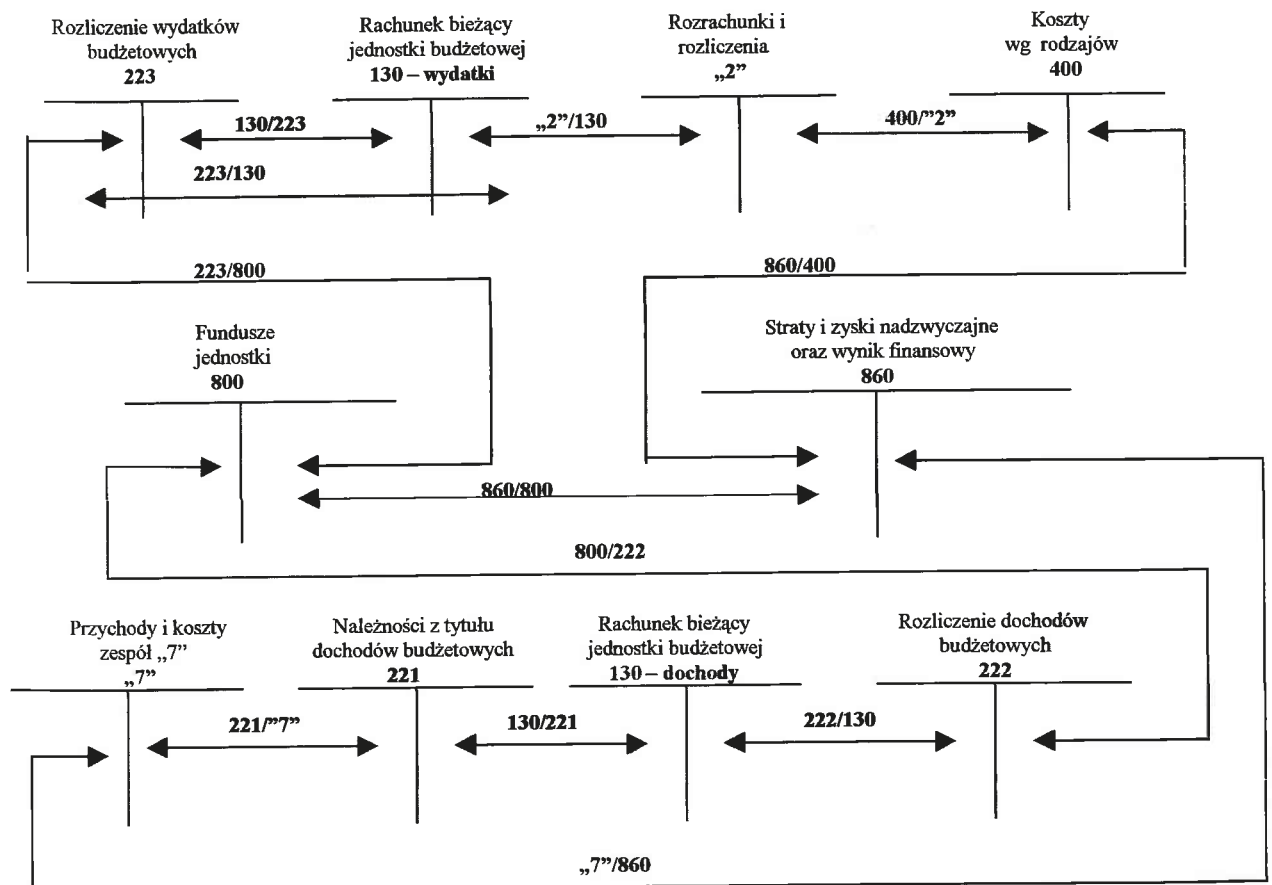 Rozliczenie wydatków
budżetowych
223
Rachunek bieżący
jednostki budżetowej
130 – wydatki
Rozrachunki i
rozliczenia
„2”
Koszty
wg rodzajów
400
130/223
„2”/130
400/”2”
223/130
223/800
860/400
Fundusze
jednostki
800
Straty i zyski nadzwyczajne
oraz wynik finansowy
860
860/800
800/222
Przychody i koszty
zespół „7”
„7”
Należności z tytułu
dochodów budżetowych
221
Rachunek bieżący
jednostki budżetowej
130 – dochody
Rozliczenie dochodów
budżetowych
222
221/”7”
130/221
222/130
„7”/860